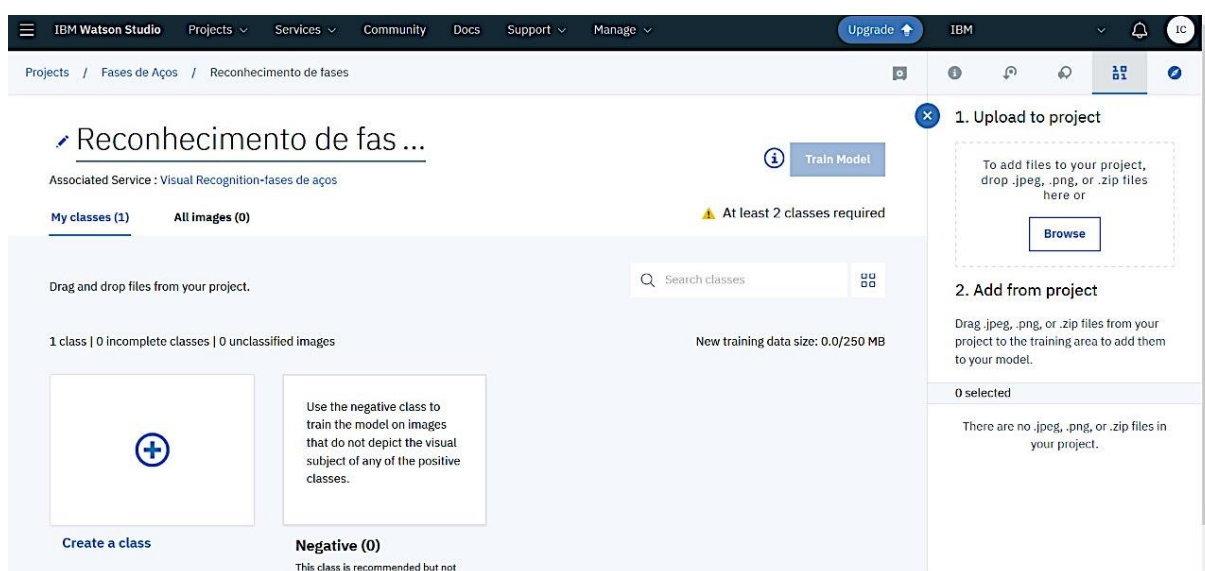 IBM Watson Studio Projects Services Community Docs Support Manage Upgrade IBM IC
Projects / Fases de Aços / Reconhecimento de fases
Reconhecimento de fas ...
Train Model
Associated Service : Visual Recognition-fases de aços
My classes (1) All images (0)
At least 2 classes required
Drag and drop files from your project.
Search classes
1 class | 0 incomplete classes | 0 unclassified images
New training data size: 0.0/250 MB
Create a class
Use the negative class to
train the model on images
that do not depict the visual
subject of any of the positive
classes.
Negative (0)
This class is recommended but not
1. Upload to project
To add files to your project,
drop .jpeg, .png, or .zip files
here or
Browse
2. Add from project
Drag .jpeg, .png, or .zip files from your
project to the training area to add them
to your model.
0 selected
There are no .jpeg, .png, or .zip files in
your project.